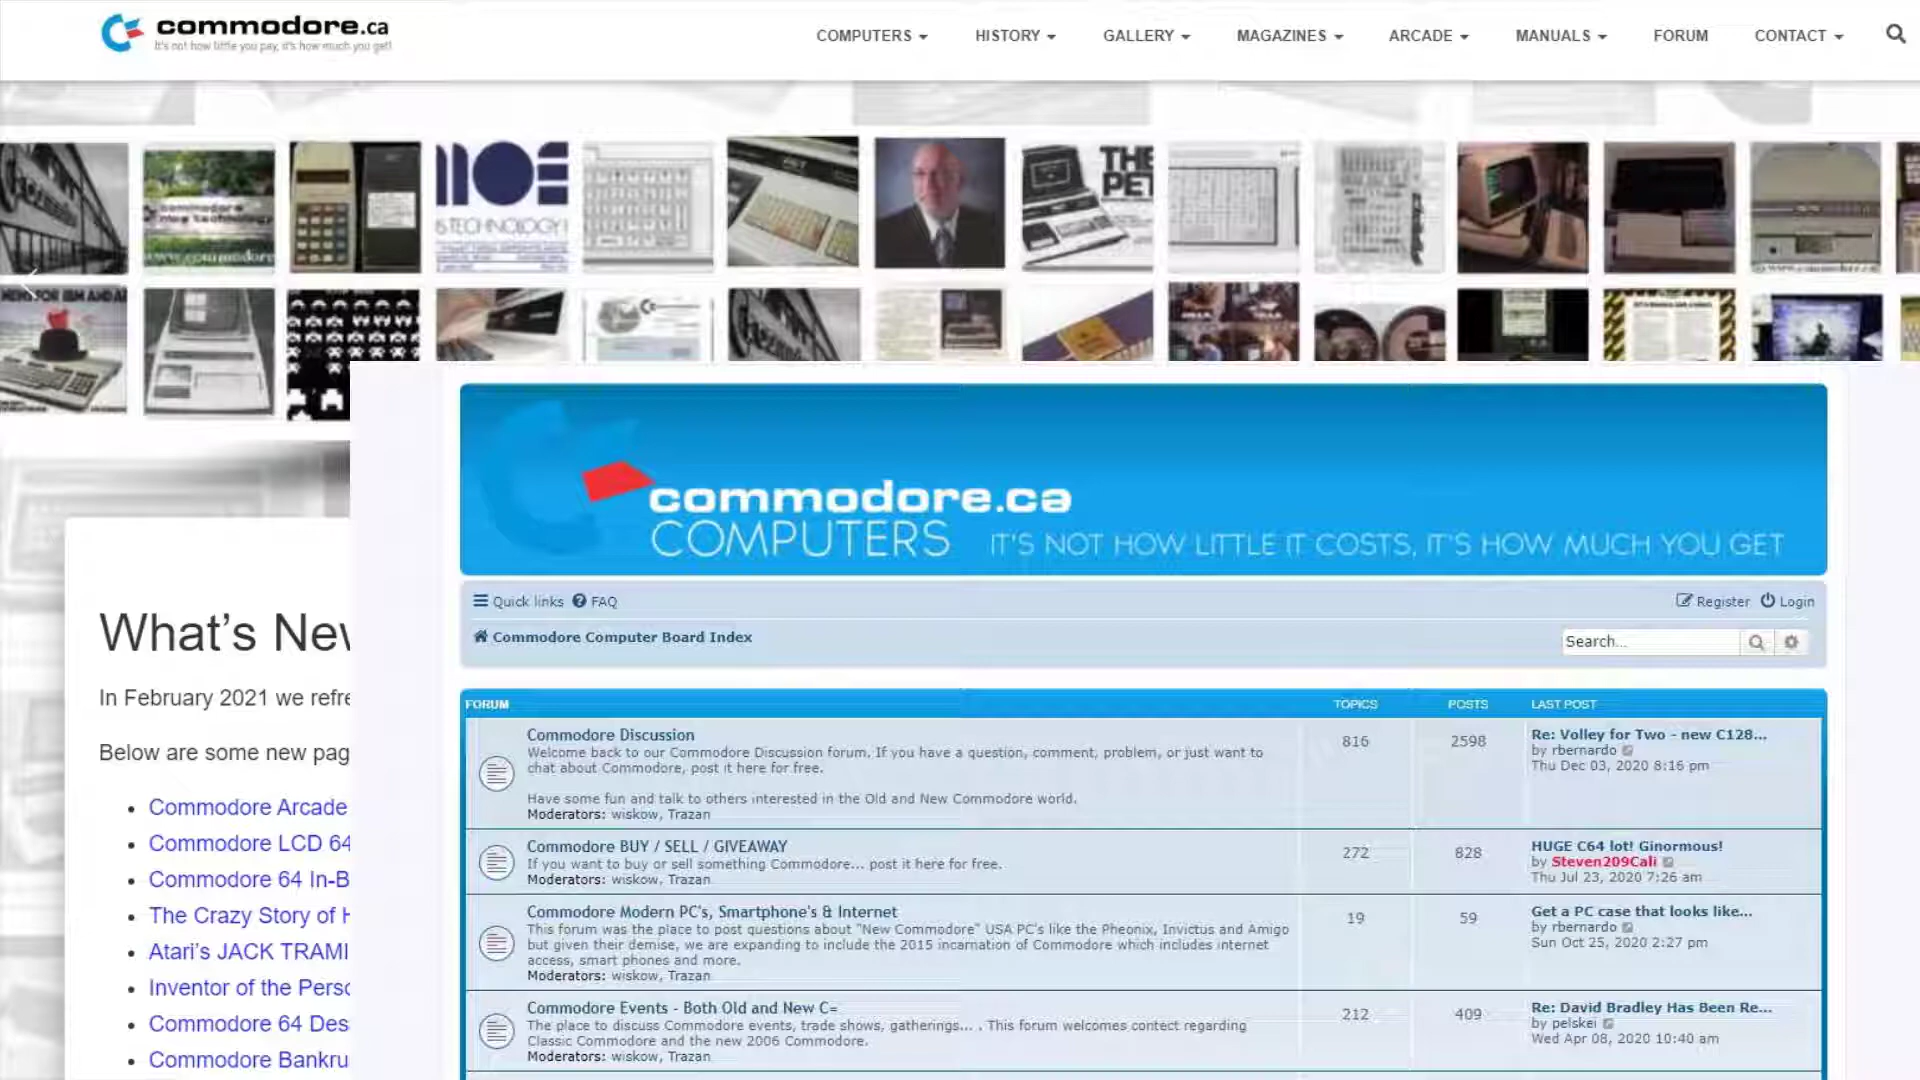 commodore.ca
It's not how little you pay, it's how much you get!
COMPUTERS
HISTORY
GALLERY
MAGAZINES
ARCADE
MANUALS
FORUM
CONTACT
THE
PET
commodore.ca
COMPUTERS IT'S NOT HOW LITTLE IT COSTS, IT'S HOW MUCH YOU GET
Quick links FAQ
Register Login
Commodore Computer Board Index
Search...
What's New
In February 2021 we refre
Below are some new pag
Commodore Arcade
Commodore LCD 64
Commodore 64 In-B
The Crazy Story of H
Atari's JACK TRAMI
Inventor of the Perso
Commodore 64 Des
Commodore Bankru
FORUM TOPICS POSTS LAST POST
Commodore Discussion
Welcome back to our Commodore Discussion forum. If you have a question, comment, problem, or just want to
chat about Commodore, post it here for free.
Have some fun and talk to others interested in the Old and New Commodore world.
Moderators: wiskow, Trazan
816
2598
Re: Volley for Two - new C128...
by rbernardo
Thu Dec 03, 2020 8:16 pm
Commodore BUY / SELL / GIVEAWAY
If you want to buy or sell something Commodore... post it here for free.
Moderators: wiskow, Trazan
272
828
HUGE C64 lot! Ginormous!
by Steven209Cali
Thu Jul 23, 2020 7:26 am
Commodore Modern PC's, Smartphone's & Internet
This forum was the place to post questions about "New Commodore" USA PC's like the Pheonix, Invictus and Amigo
but given their demise, we are expanding to include the 2015 incarnation of Commodore which includes internet
access, smart phones and more.
Moderators: wiskow, Trazan
19
59
Get a PC case that looks like...
by rbernardo
Sun Oct 25, 2020 2:27 pm
Commodore Events - Both Old and New C=
The place to discuss Commodore events, trade shows, gatherings... . This forum welcomes contect regarding
Classic Commodore and the new 2006 Commodore.
Moderators: wiskow, Trazan
212
409
Re: David Bradley Has Been Re...
by pelskei
Wed Apr 08, 2020 10:40 am